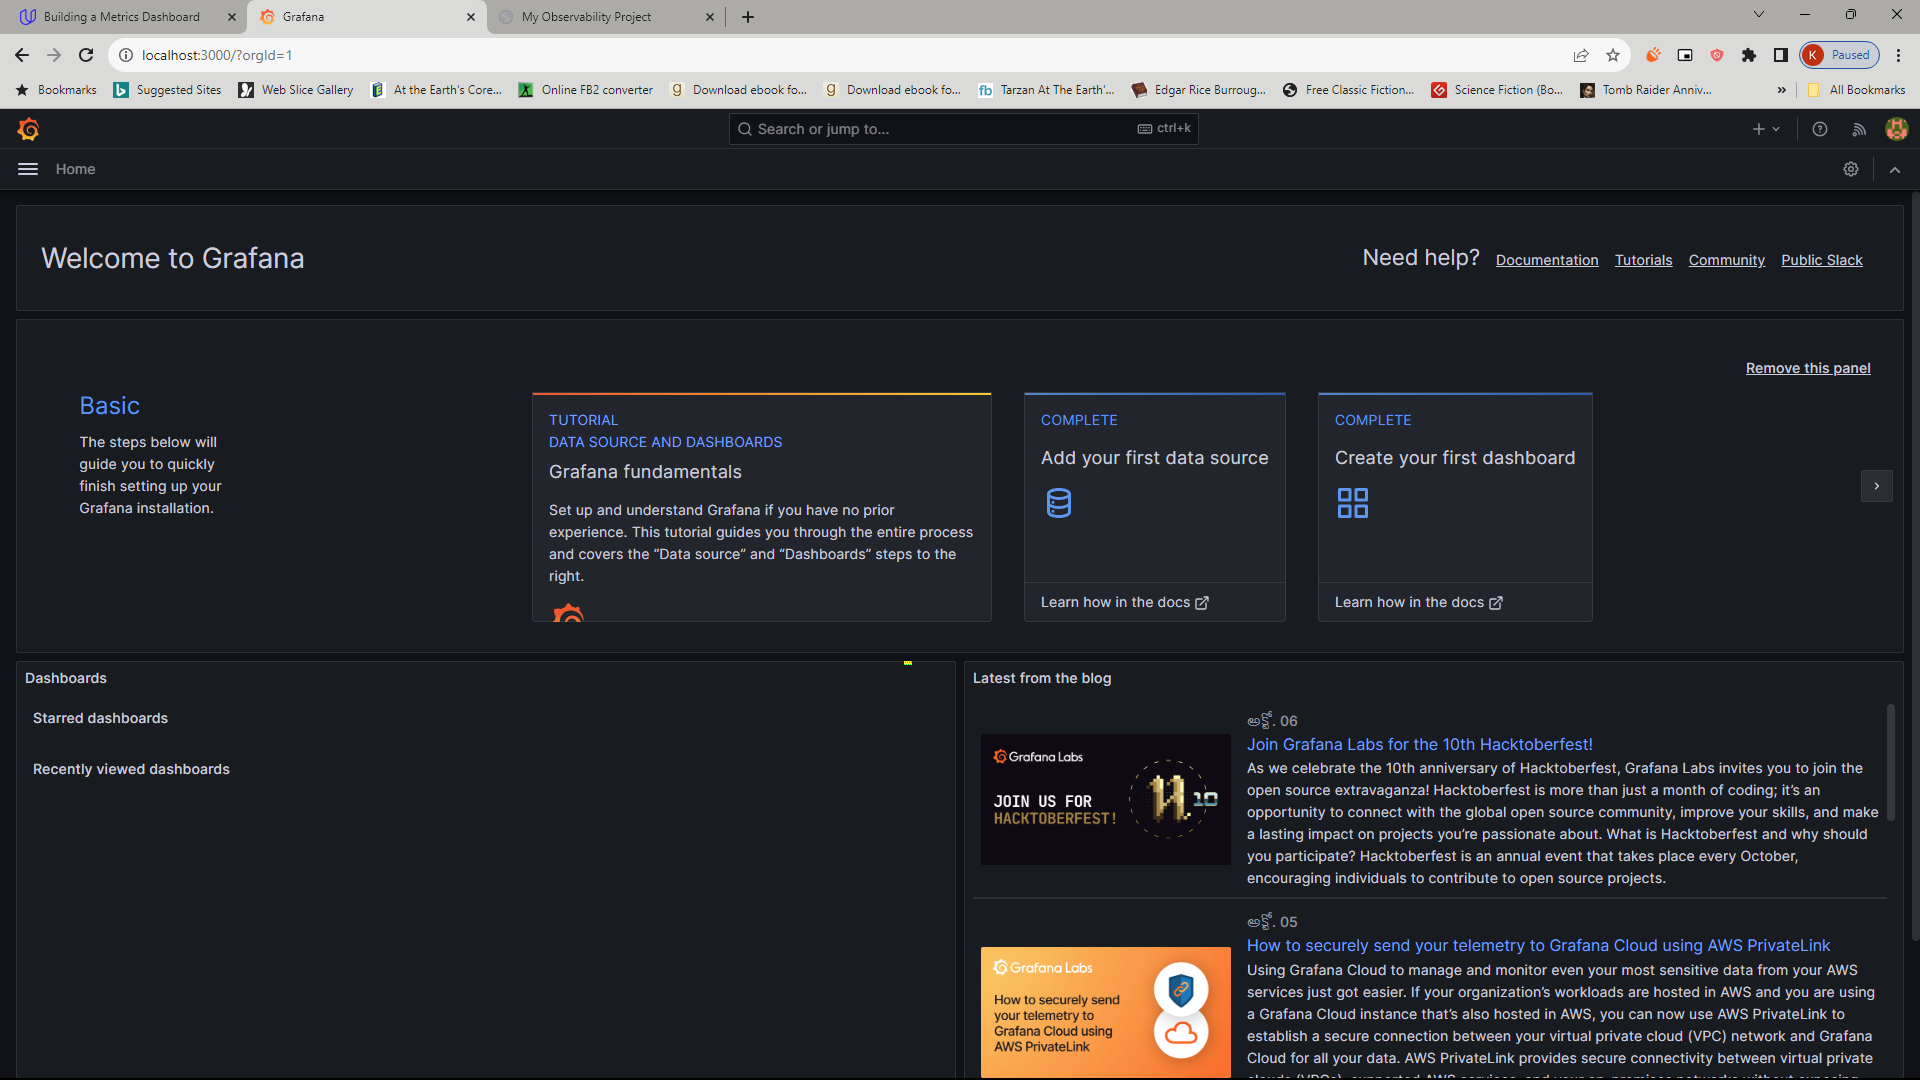 Building a Metrics Dashboard
Grafana
My Observability Project
localhost:3000/?orgId=1
K Paused
Bookmarks
Suggested Sites
Web Slice Gallery
At the Earth's Core...
Online FB2 converter
Download ebook fo...
Download ebook fo...
Tarzan At The Earth'...
Edgar Rice Burroug...
Free Classic Fiction...
Science Fiction (Bo...
Tomb Raider Anniv...
All Bookmarks
Search or jump to...
ctrl+k
Home
Welcome to Grafana
Need help?
Documentation
Tutorials
Community
Public Slack
Remove this panel
Basic
The steps below will
guide you to quickly
finish setting up your
Grafana installation.
TUTORIAL
DATA SOURCE AND DASHBOARDS
Grafana fundamentals
Set up and understand Grafana if you have no prior
experience. This tutorial guides you through the entire process
and covers the “Data source” and “Dashboards” steps to the
right.
COMPLETE
Add your first data source
Learn how in the docs
COMPLETE
Create your first dashboard
Learn how in the docs
Dashboards
Starred dashboards
Recently viewed dashboards
Latest from the blog
Grafana Labs
JOIN US FOR
HACKTOBERFEST!
10
అక్టో. 06
Join Grafana Labs for the 10th Hacktoberfest!
As we celebrate the 10th anniversary of Hacktoberfest, Grafana Labs invites you to join the
open source extravaganza! Hacktoberfest is more than just a month of coding; it’s an
opportunity to connect with the global open source community, improve your skills, and make
a lasting impact on projects you’re passionate about. What is Hacktoberfest and why should
you participate? Hacktoberfest is an annual event that takes place every October,
encouraging individuals to contribute to open source projects.
Grafana Labs
How to securely send
your telemetry to
Grafana Cloud using
AWS PrivateLink
అక్టో. 05
How to securely send your telemetry to Grafana Cloud using AWS PrivateLink
Using Grafana Cloud to manage and monitor even your most sensitive data from your AWS
services just got easier. If your organization’s workloads are hosted in AWS and you are using
a Grafana Cloud instance that’s also hosted in AWS, you can now use AWS PrivateLink to
establish a secure connection between your virtual private cloud (VPC) network and Grafana
Cloud for all your data. AWS PrivateLink provides secure connectivity between virtual private